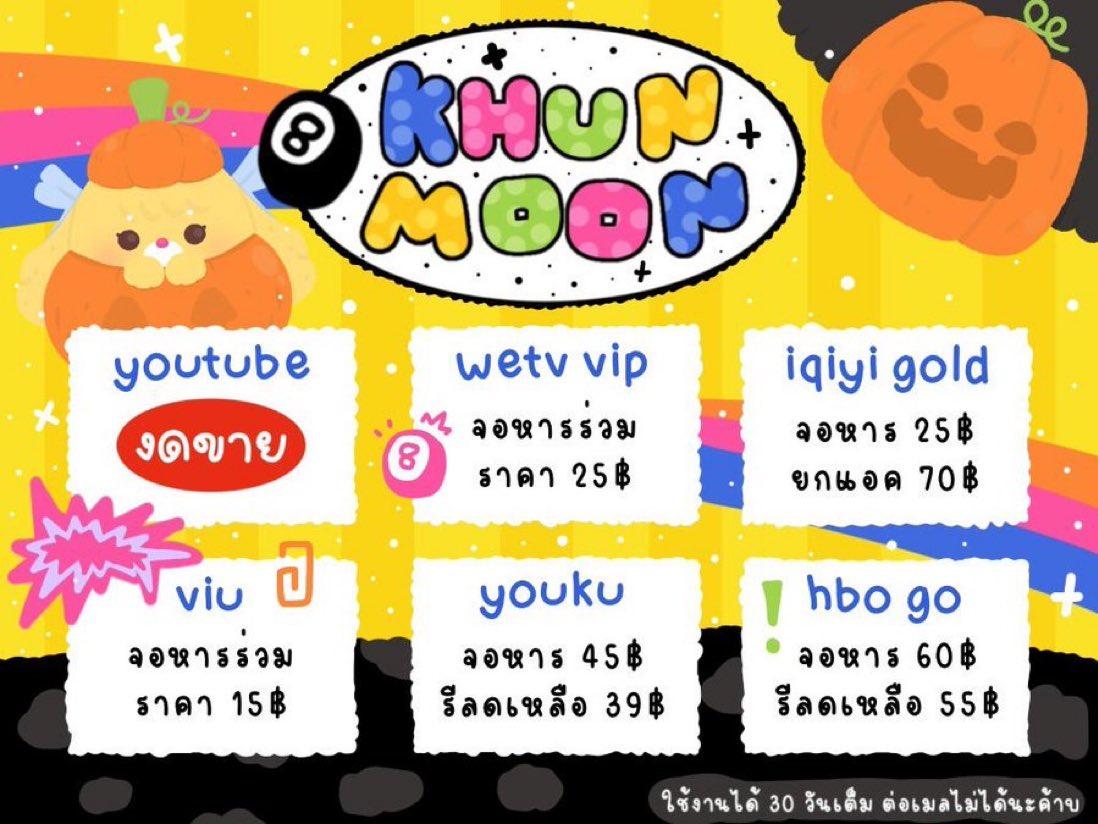 8
KHUN
MOON
youtube
งดขาย
wetv vip
8
จอหารร่วม
ราคา 25฿
iqiyi gold
จอหาร 25฿
ยกแอค 70฿
viu
จอหารร่วม
ราคา 15฿
youku
จอหาร 45฿
รีลดเหลือ 39฿
!
hbo go
จอหาร 60฿
รีลดเหลือ 55฿
ใช้งานได้ 30 วันเต็ม ต่อเมลไม่ได้นะค้าบ